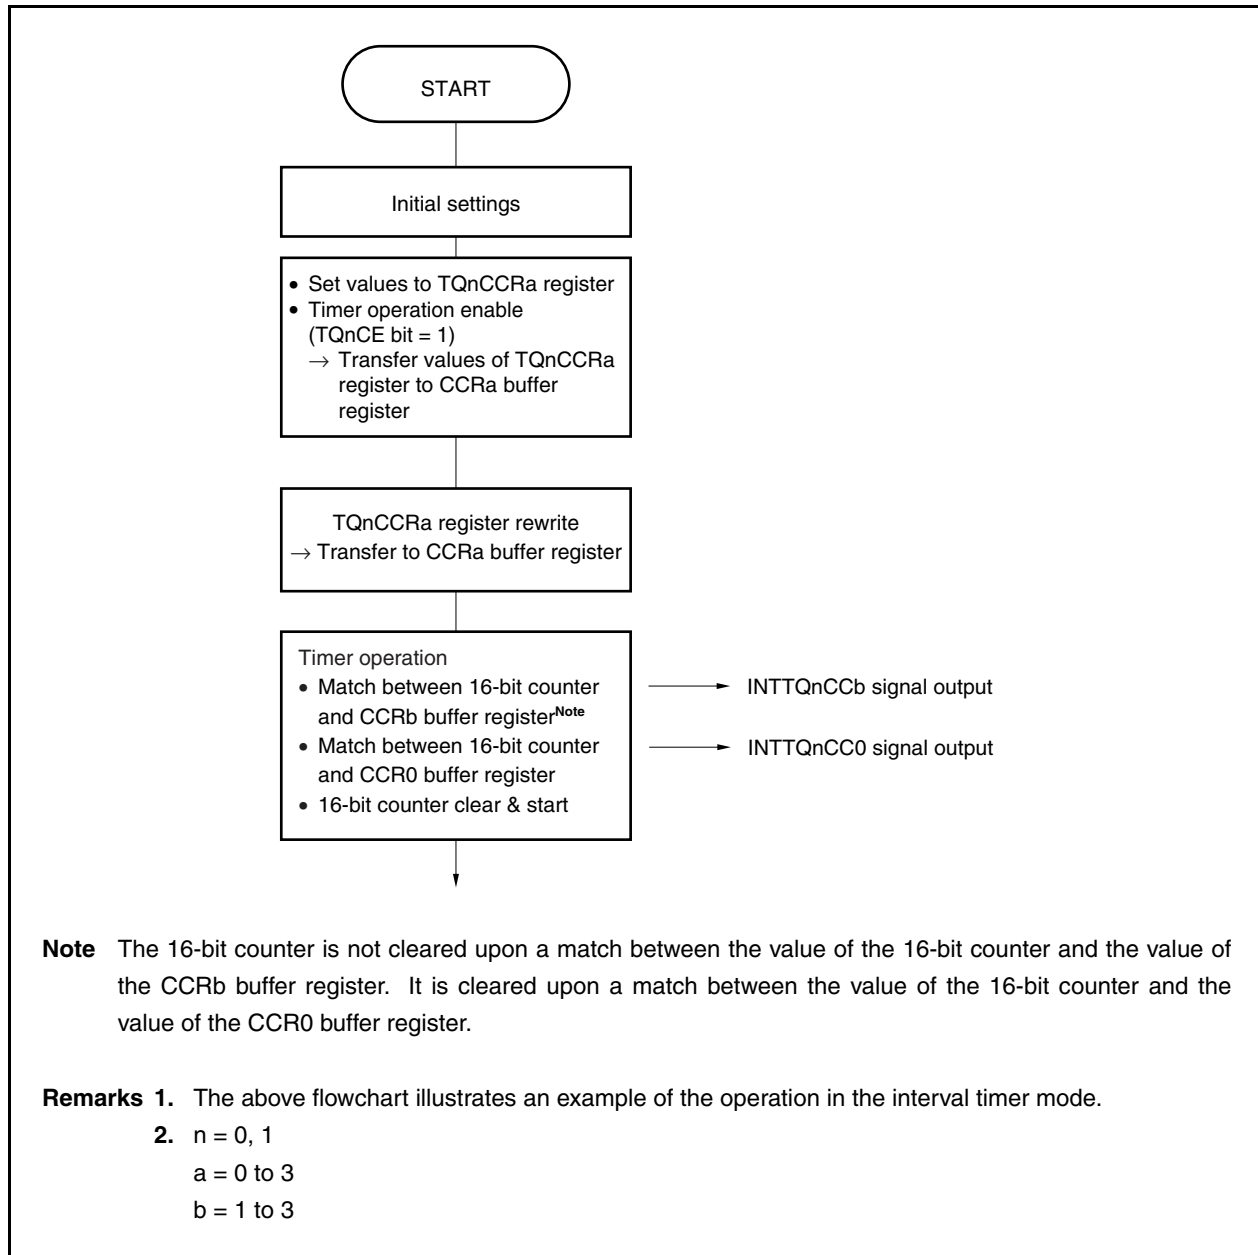 START
Initial settings
• Set values to TQnCCRa register
• Timer operation enable
(TQnCE bit = 1)
→ Transfer values of TQnCCRa
register to CCRa buffer
register
TQnCCRa register rewrite
→ Transfer to CCRa buffer register
Timer operation
• Match between 16-bit counter
and CCRb buffer registerNote
• Match between 16-bit counter
and CCR0 buffer register
• 16-bit counter clear & start
INTTQnCCb signal output
INTTQnCC0 signal output
Note The 16-bit counter is not cleared upon a match between the value of the 16-bit counter and the value of
the CCRb buffer register. It is cleared upon a match between the value of the 16-bit counter and the
value of the CCR0 buffer register.
Remarks 1. The above flowchart illustrates an example of the operation in the interval timer mode.
2. n = 0, 1
a = 0 to 3
b = 1 to 3